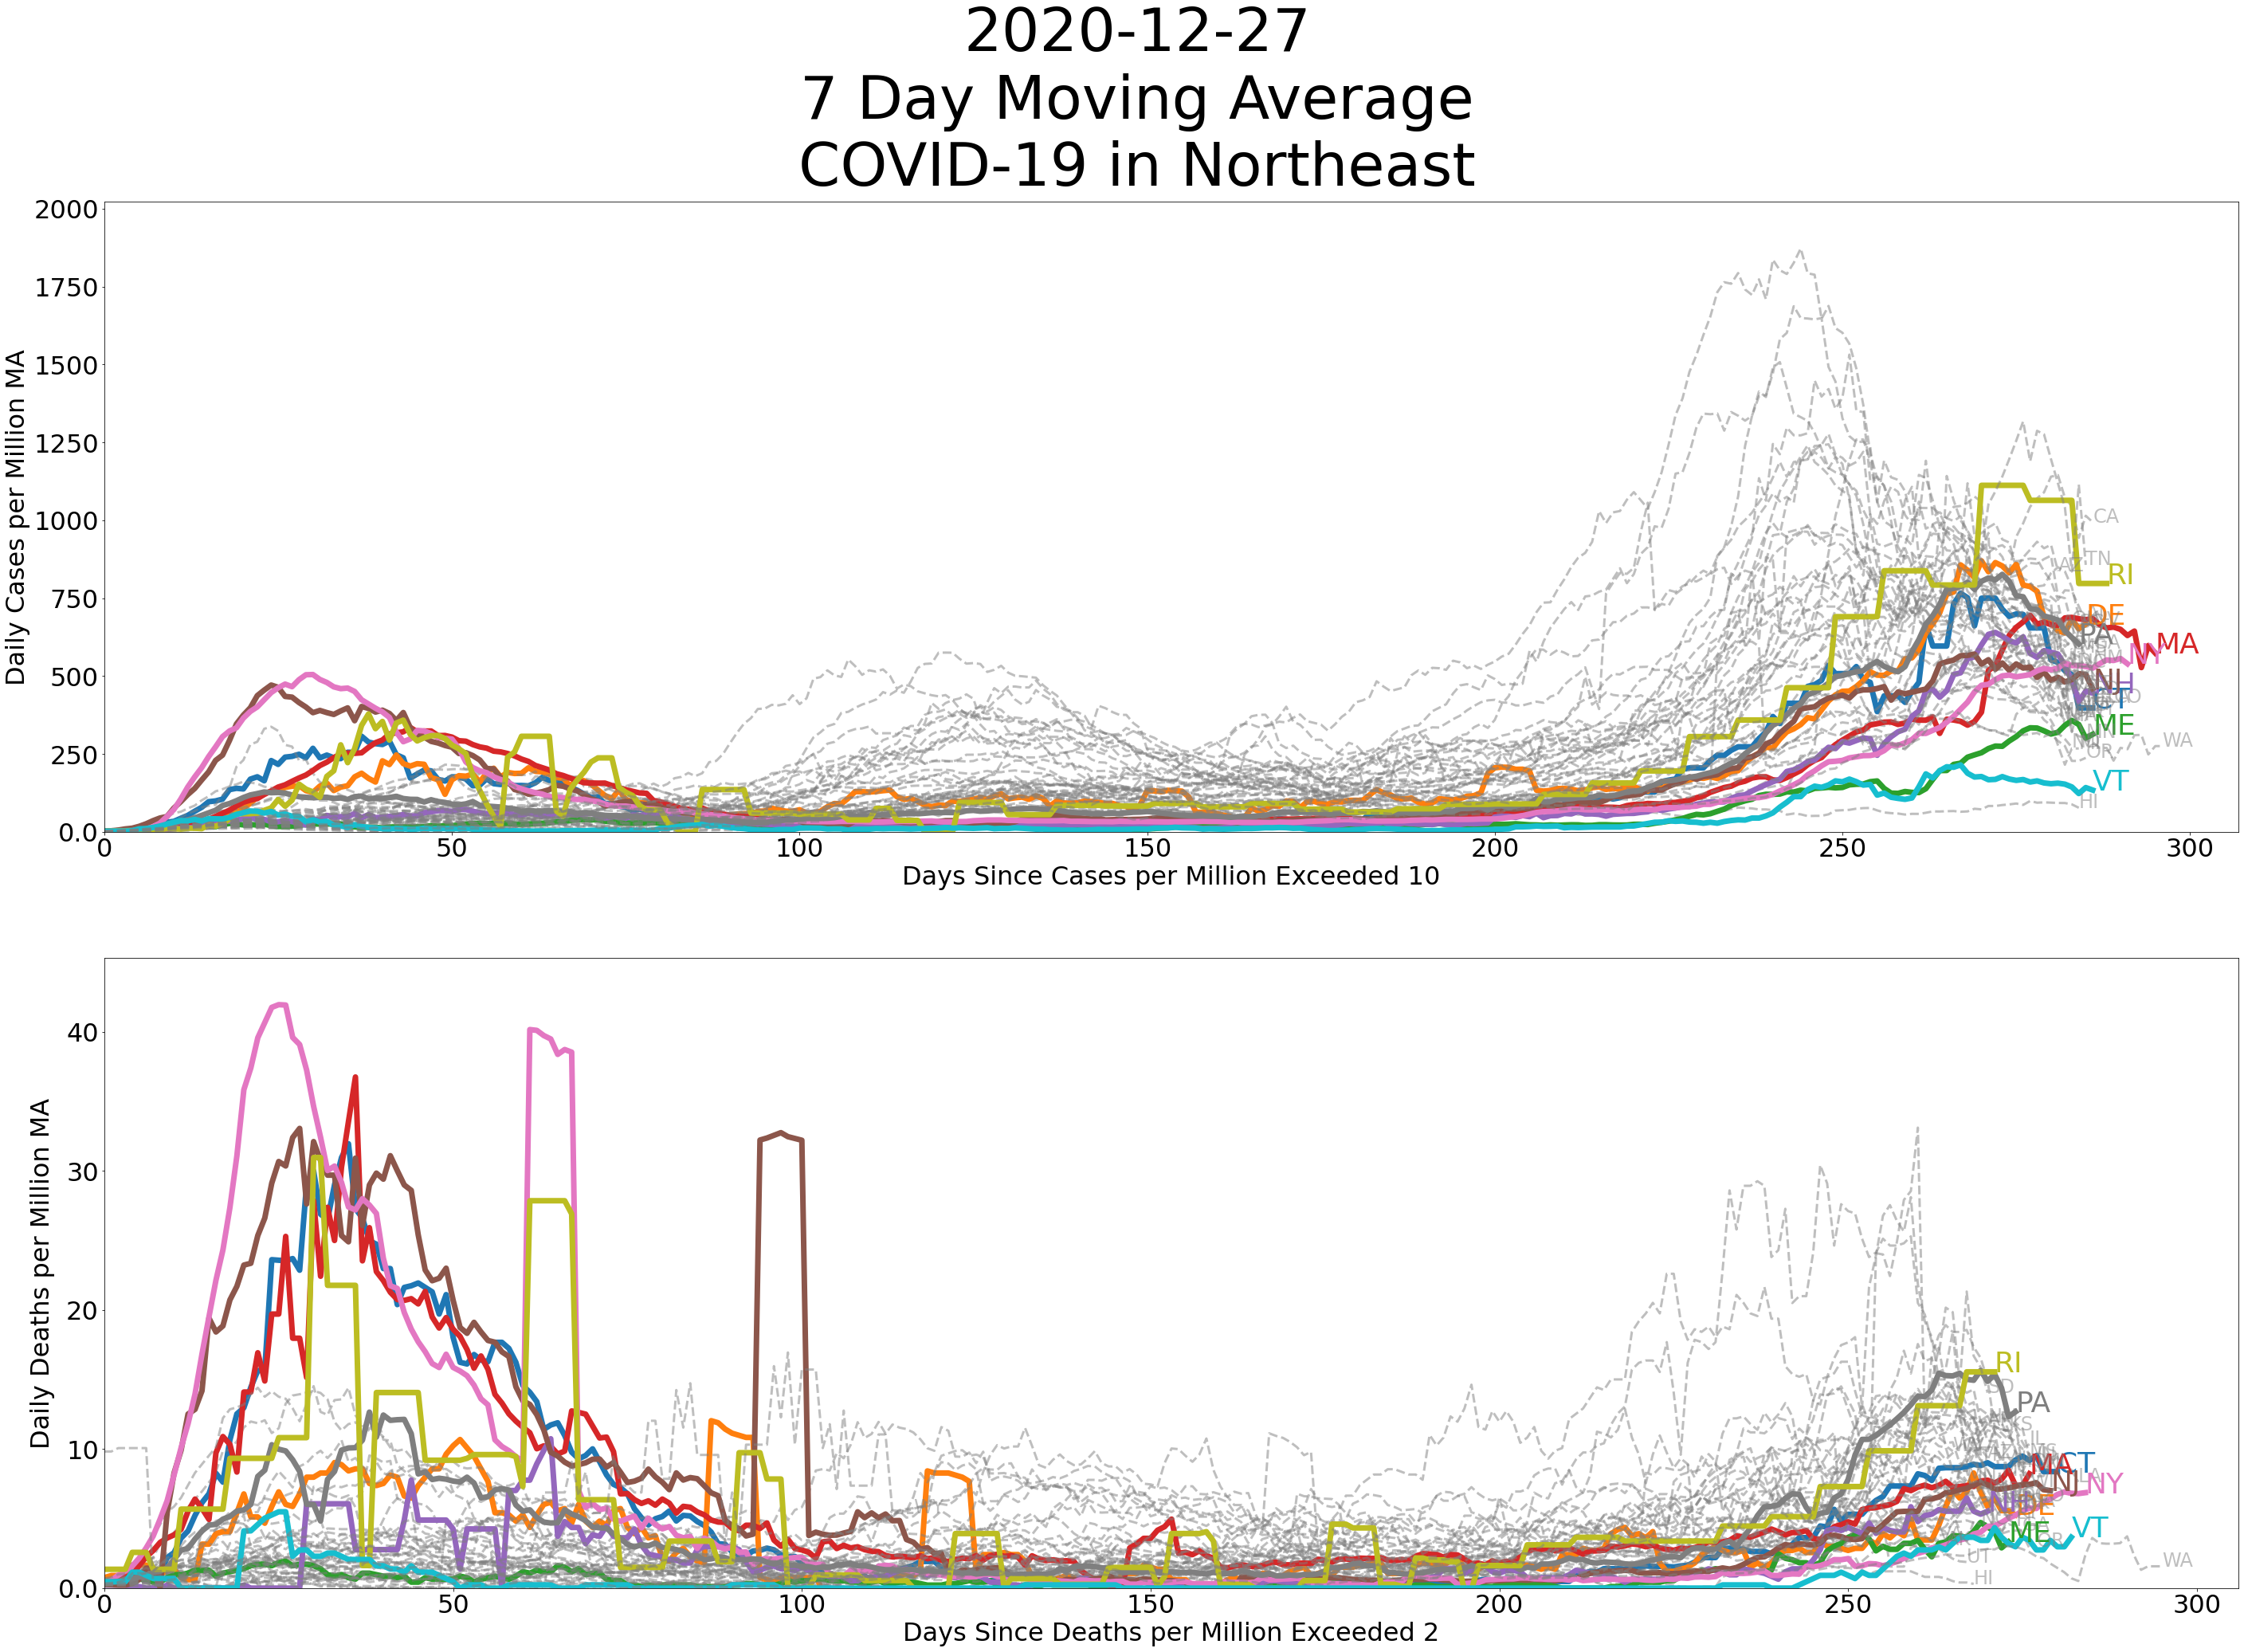 2020-12-27
7 Day Moving Average
COVID-19 in Northeast
Daily Cases per Million MA
2000
1750
1500
1250
1000
750
500
250
0.0
0
50
100
150
200
250
300
CA
TN
AZ
RI
DE
PA
MA
NY
NJ
NH
CT
ME
WA
OR
VT
HI
Days Since Cases per Million Exceeded 10
Daily Deaths per Million MA
40
30
20
10
0.0
0
50
100
150
200
250
300
RI
PA
CT
MA
NJ
NY
NH
DE
VT
ME
UT
WA
HI
Days Since Deaths per Million Exceeded 2